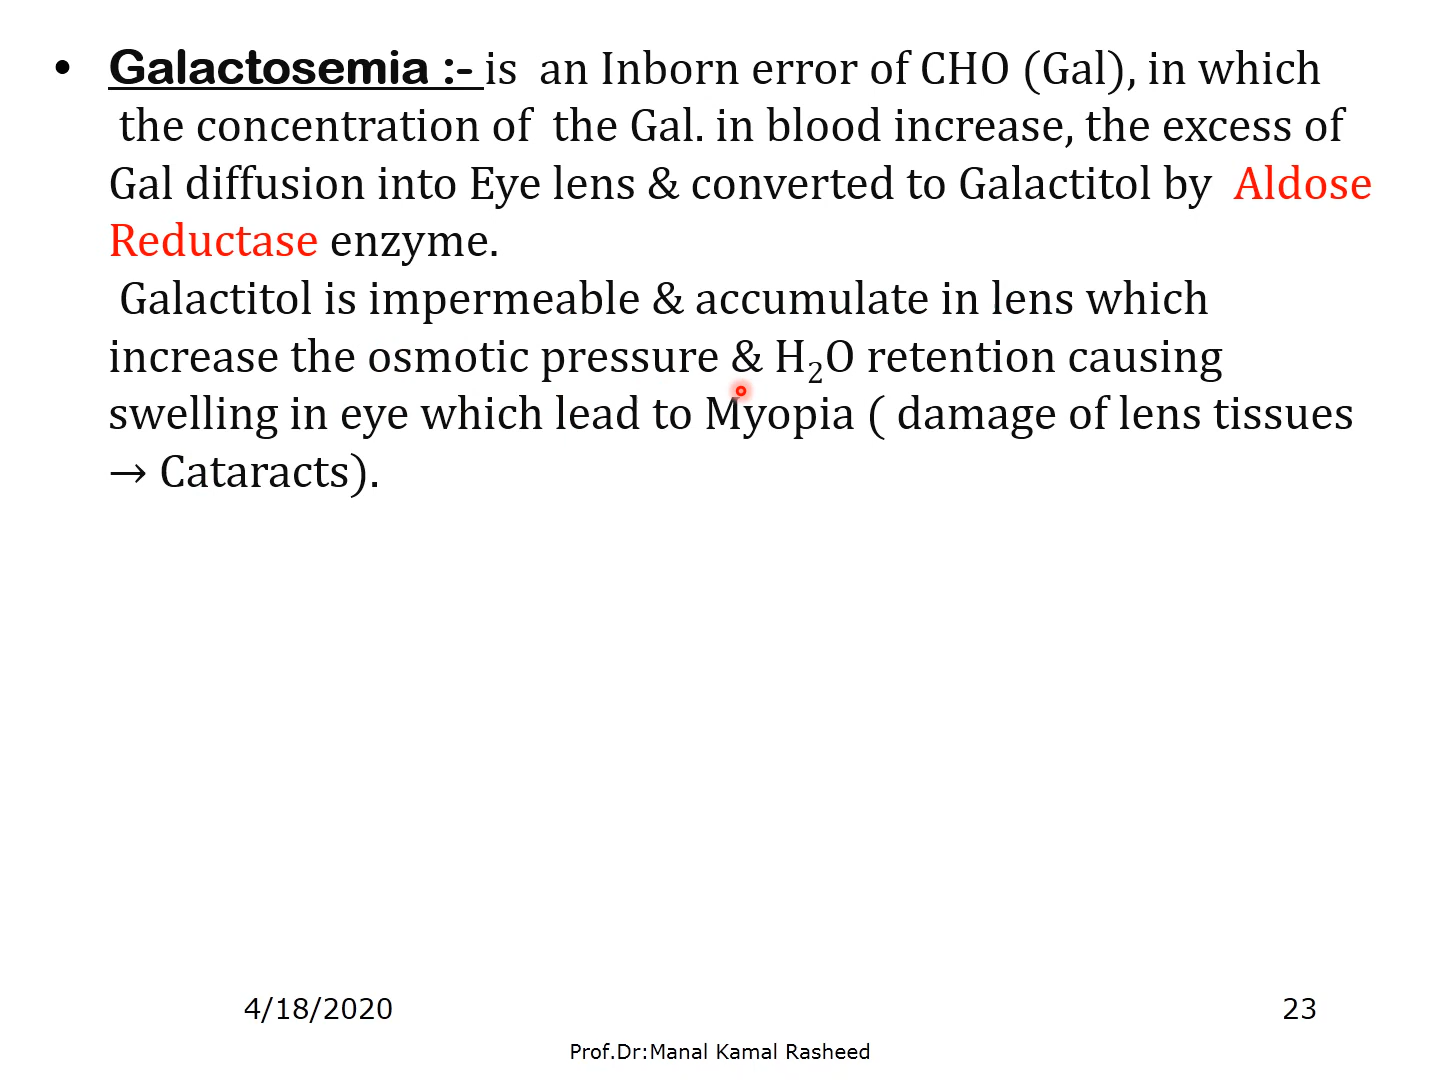 • Galactosemia :- is an Inborn error of CHO (Gal), in which
the concentration of the Gal. in blood increase, the excess of
Gal diffusion into Eye lens & converted to Galactitol by Aldose
Reductase enzyme.
Galactitol is impermeable & accumulate in lens which
increase the osmotic pressure & H₂O retention causing
swelling in eye which lead to Myopia ( damage of lens tissues
→ Cataracts).
4/18/2020
23
Prof.Dr:Manal Kamal Rasheed